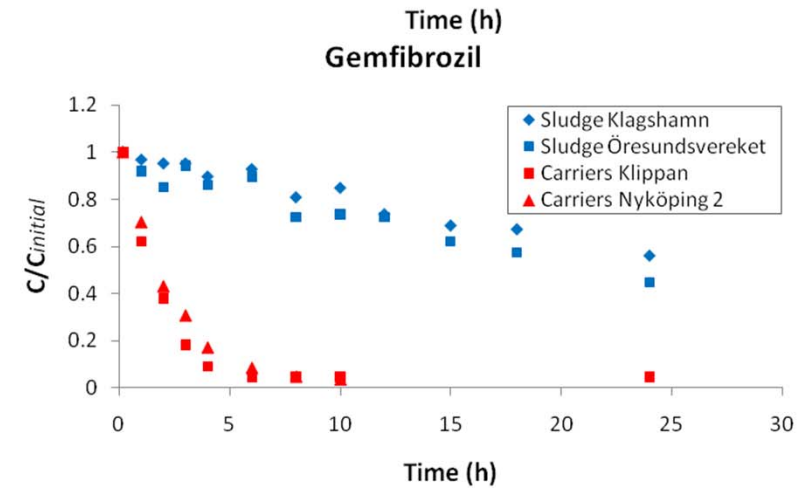 Time (h)
Gemfibrozil
1.2
1
0.8
0.6
0.4
0.2
0
C/Cinitial
Sludge Klagshamn
Sludge Öresundsvereket
Carriers Klippan
Carriers Nyköping 2
0 5 10 15 20 25 30
Time (h)